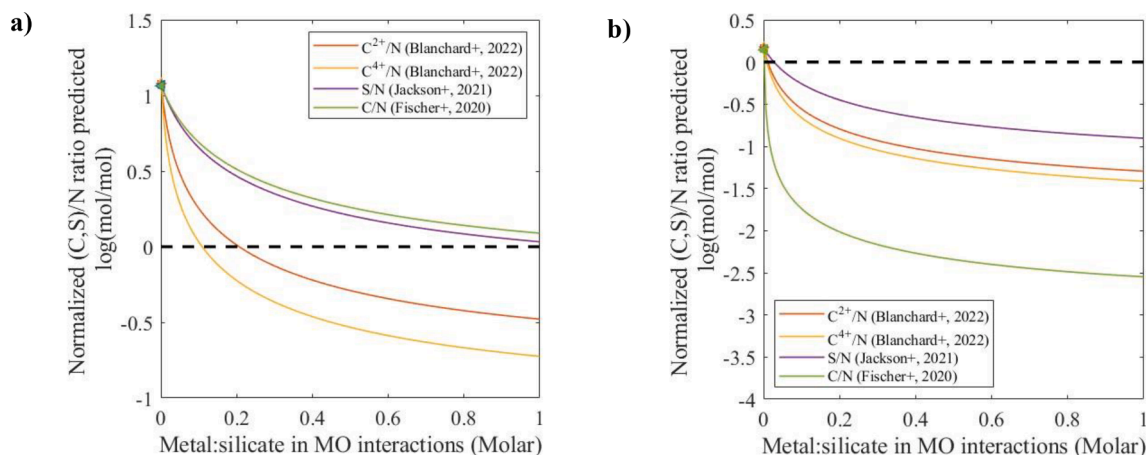 a)
Normalized (C,S)/N ratio predicted
log(mol/mol)
1.5
1
0.5
0
-0.5
-1
C2+/N (Blanchard+, 2022)
C4+/N (Blanchard+, 2022)
S/N (Jackson+, 2021)
C/N (Fischer+, 2020)
0 0.2 0.4 0.6 0.8 1
Metal:silicate in MO interactions (Molar)
b)
Normalized (C,S)/N ratio predicted
log(mol/mol)
0.5
0
-0.5
-1
-1.5
-2
-2.5
-3
-3.5
-4
C2+/N (Blanchard+, 2022)
C4+/N (Blanchard+, 2022)
S/N (Jackson+, 2021)
C/N (Fischer+, 2020)
0 0.2 0.4 0.6 0.8 1
Metal:silicate in MO interactions (Molar)